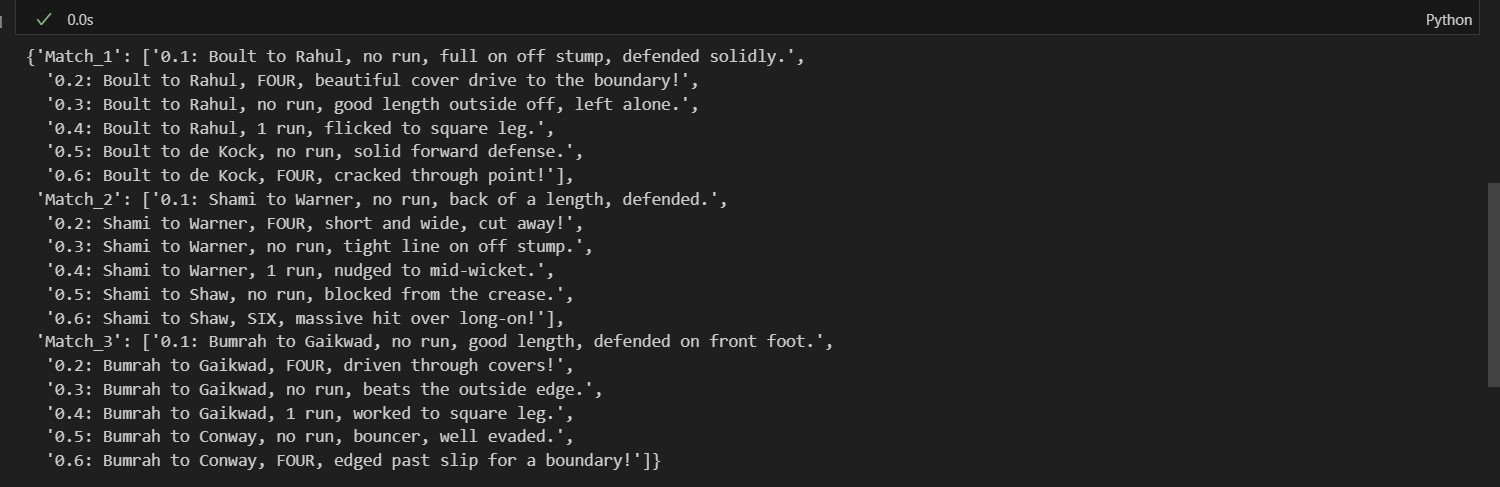 0.0s
Python
{'Match_1': ['0.1: Boult to Rahul, no run, full on off stump, defended solidly.',
'0.2: Boult to Rahul, FOUR, beautiful cover drive to the boundary!',
'0.3: Boult to Rahul, no run, good length outside off, left alone.',
'0.4: Boult to Rahul, 1 run, flicked to square leg.',
'0.5: Boult to de Kock, no run, solid forward defense.',
'0.6: Boult to de Kock, FOUR, cracked through point!'],
'Match_2': ['0.1: Shami to Warner, no run, back of a length, defended.',
'0.2: Shami to Warner, FOUR, short and wide, cut away!',
'0.3: Shami to Warner, no run, tight line on off stump.',
'0.4: Shami to Warner, 1 run, nudged to mid-wicket.',
'0.5: Shami to Shaw, no run, blocked from the crease.',
'0.6: Shami to Shaw, SIX, massive hit over long-on!'],
'Match_3': ['0.1: Bumrah to Gaikwad, no run, good length, defended on front foot.',
'0.2: Bumrah to Gaikwad, FOUR, driven through covers!',
'0.3: Bumrah to Gaikwad, no run, beats the outside edge.',
'0.4: Bumrah to Gaikwad, 1 run, worked to square leg.',
'0.5: Bumrah to Conway, no run, bouncer, well evaded.',
'0.6: Bumrah to Conway, FOUR, edged past slip for a boundary!']}